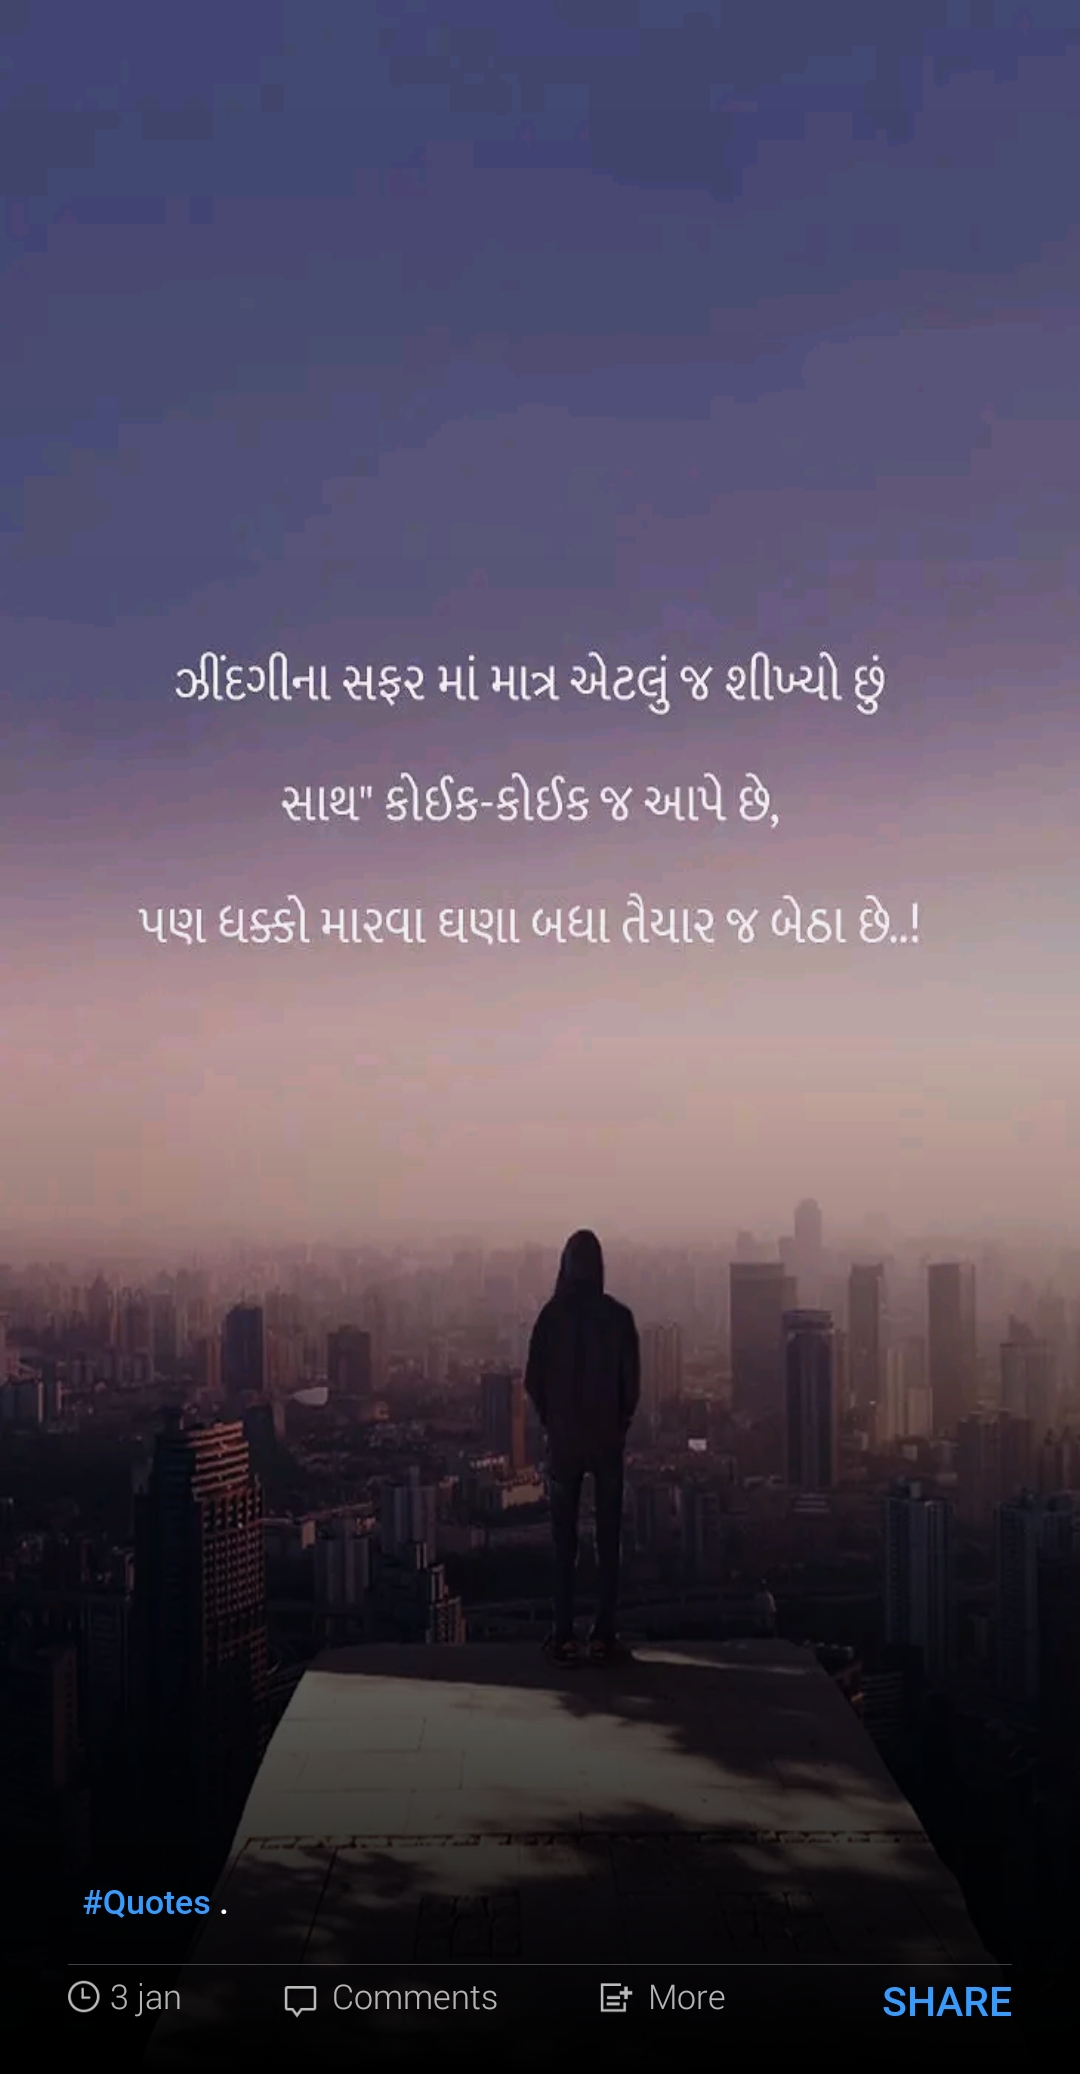 ઝીંદગીના સફર માં માત્ર એટલું જ શીખ્યો છું
સાથ" કોઈક-કોઈક જ આપે છે,
પણ ધક્કો મારવા ઘણા બધા તૈયાર જ બેઠા છે..!
#Quotes .
3 jan Comments More SHARE